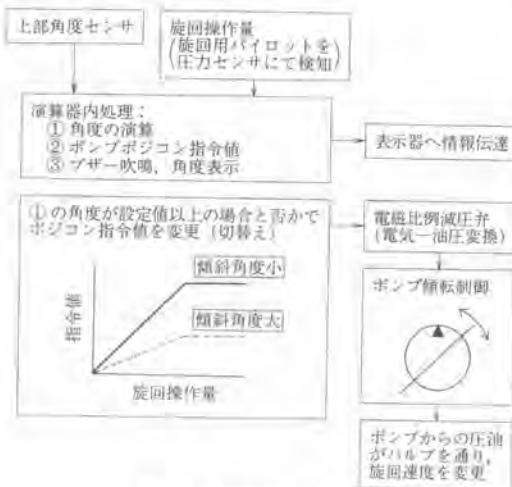 上部角度センサ
旋回操作量
(旋回用パイロットを
圧力センサにて検知)
演算器内処理：
① 角度の演算
② ポンプポジコン指令値
③ ブザー吹鳴，角度表示
表示器へ情報伝達
①の角度が設定値以上の場合と否かで
ポジコン指令値を変更（切替え）
傾斜角度小
傾斜角度大
指令値
旋回操作量
電磁比例減圧弁
(電気―油圧変換)
ポンプ傾転制御
ポンプからの圧油
がバルブを通り，
旋回速度を変更